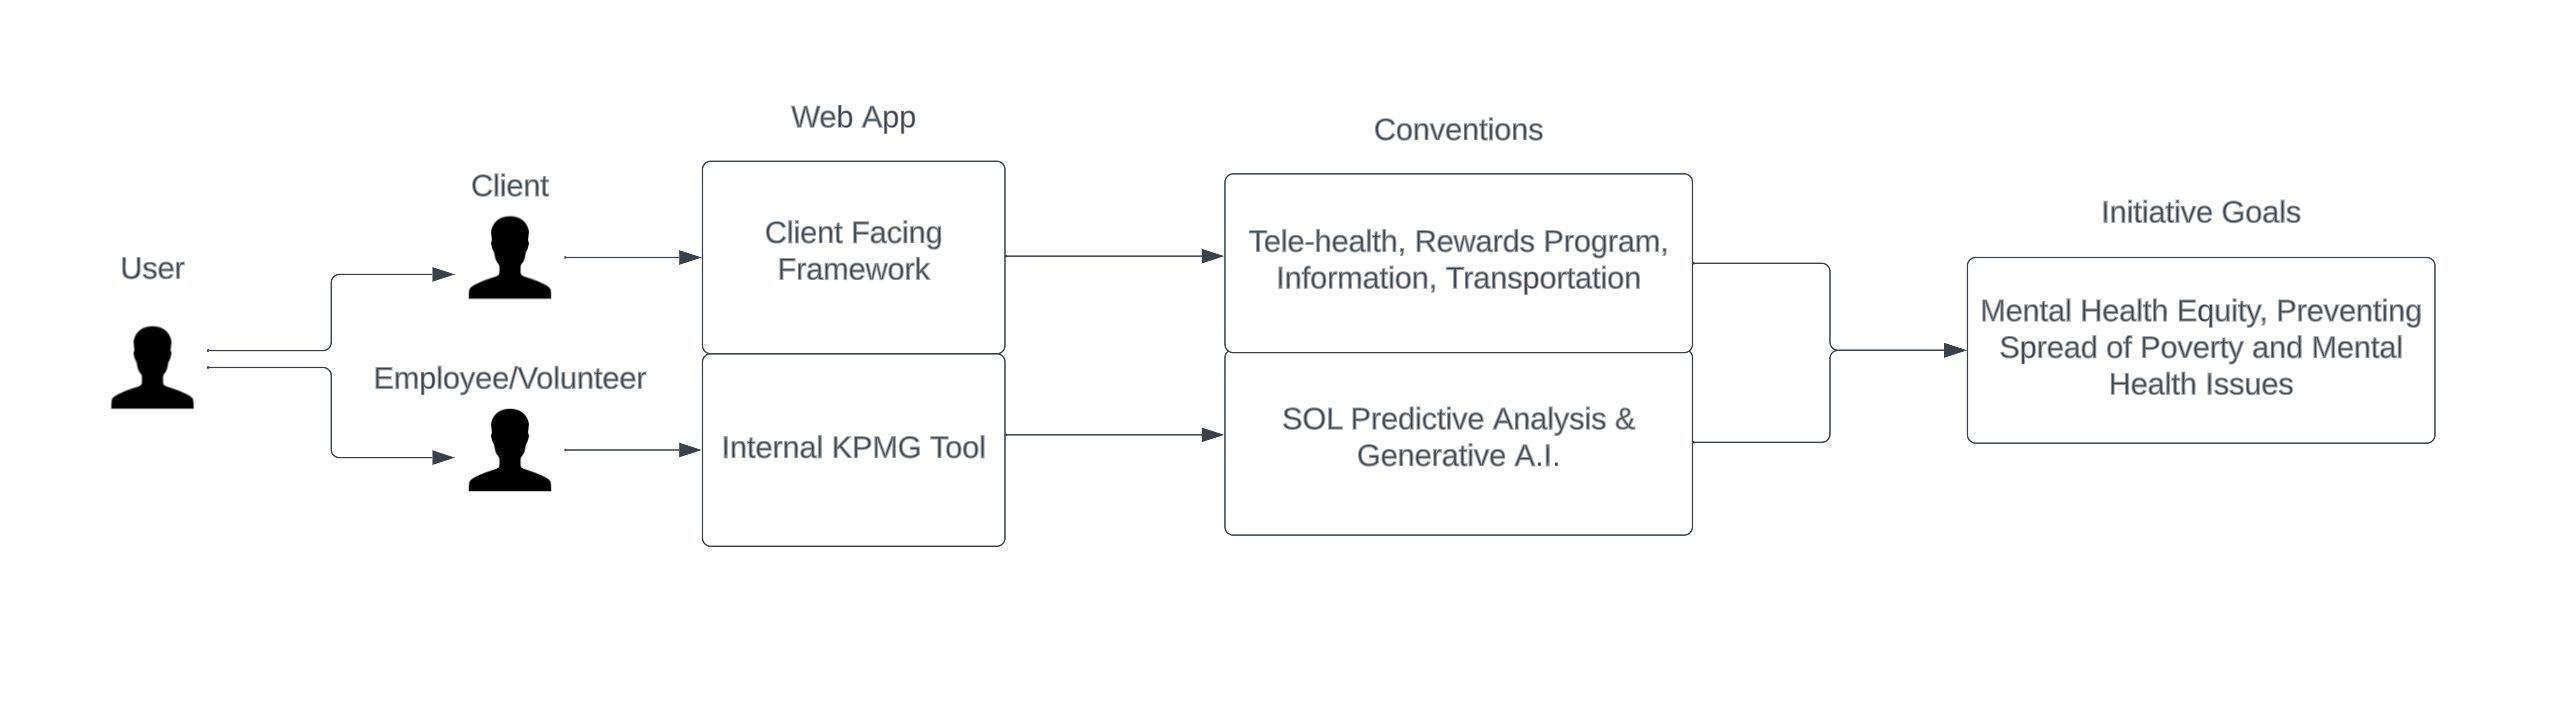 User
Client
Employee/Volunteer
Web App
Client Facing
Framework
Internal KPMG Tool
Conventions
Tele-health, Rewards Program,
Information, Transportation
SOL Predictive Analysis &
Generative A.I.
Initiative Goals
Mental Health Equity, Preventing
Spread of Poverty and Mental
Health Issues